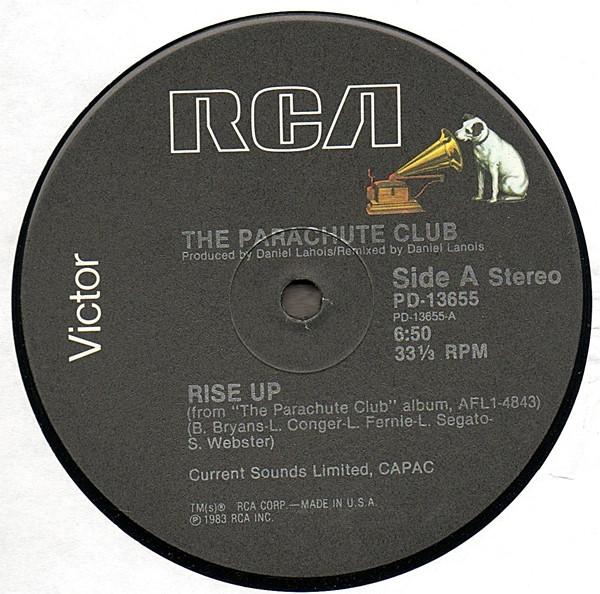 RCA
Victor
THE PARACHUTE CLUB
Produced by Daniel Lanois/Remixed by Daniel Lanois
Side A Stereo
PD-13655
PD-13655-A
6:50
33⅓ RPM
RISE UP
(from "The Parachute Club" album, AFL1-4843)
(B. Bryans-L. Conger-L. Fernie-L. Segato-
S. Webster)
Current Sounds Limited, CAPAC
TM(s)® RCA CORP.—MADE IN U.S.A.
℗ 1983 RCA INC.